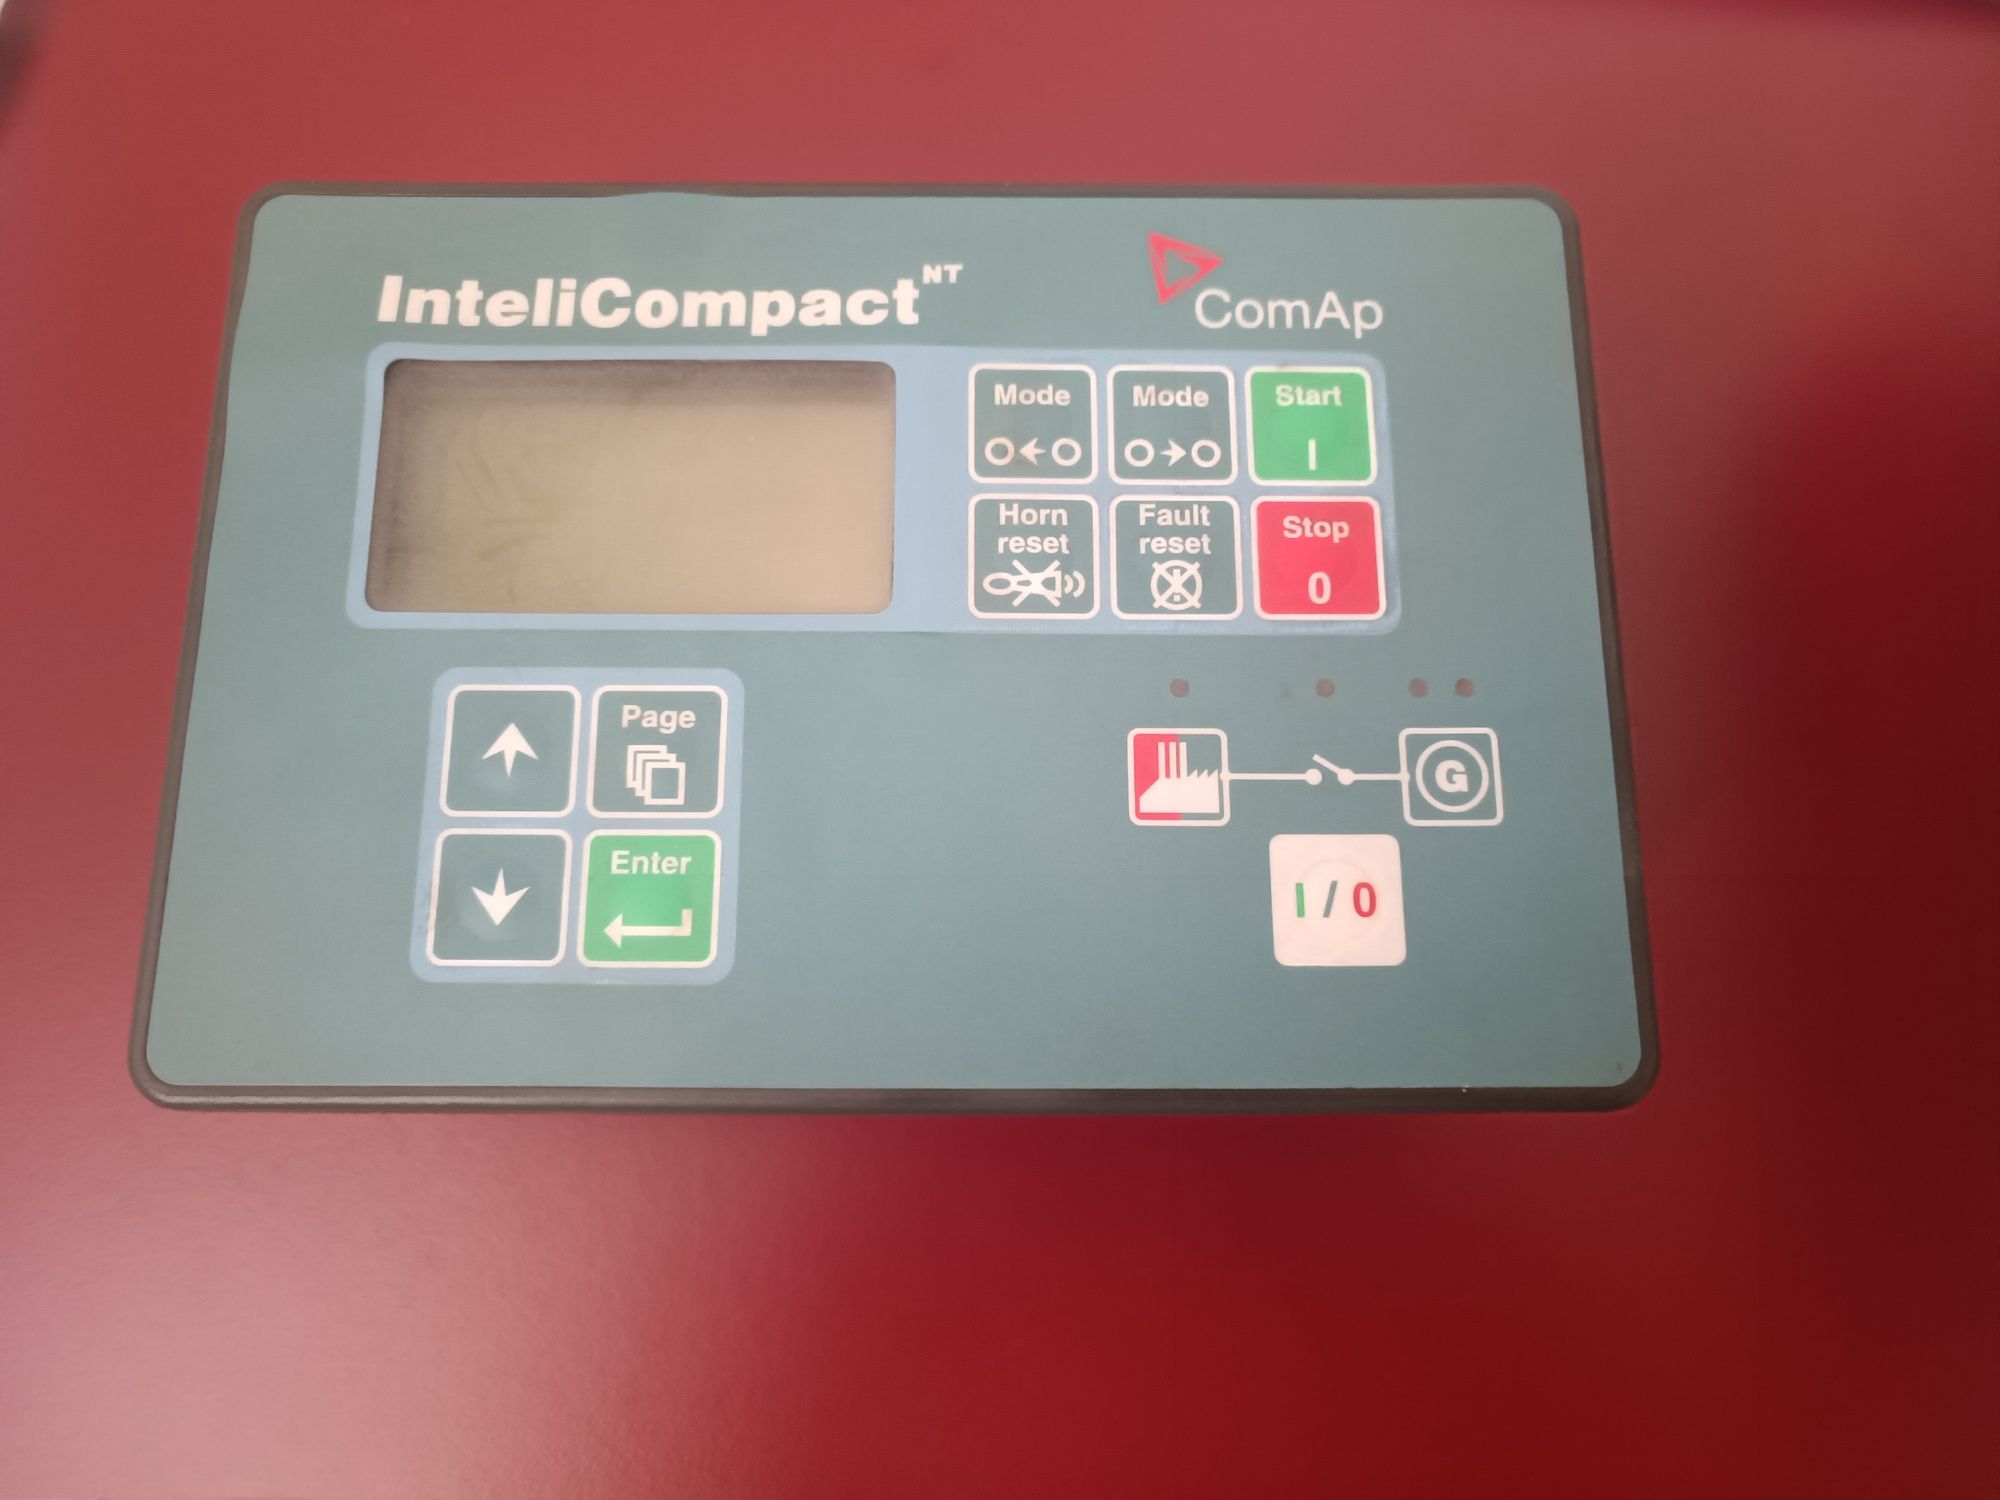 InteliCompact NT
ComAp
Mode
Mode
Start
I
Horn
reset
Fault
reset
Stop
0
Page
Enter
G
I / 0